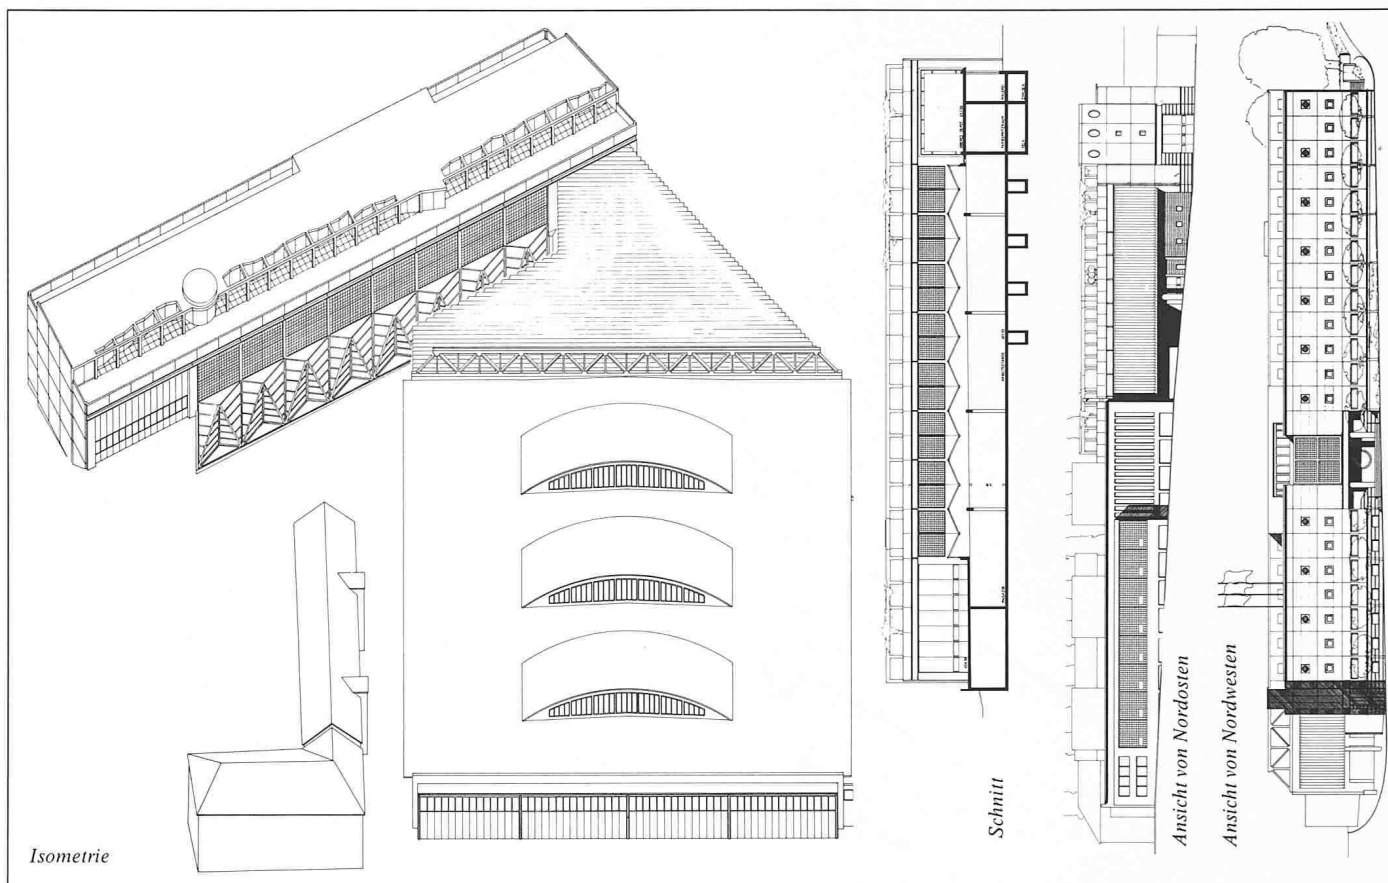 Isometrie
Schnitt
Ansicht von Nordosten
Ansicht von Nordwesten